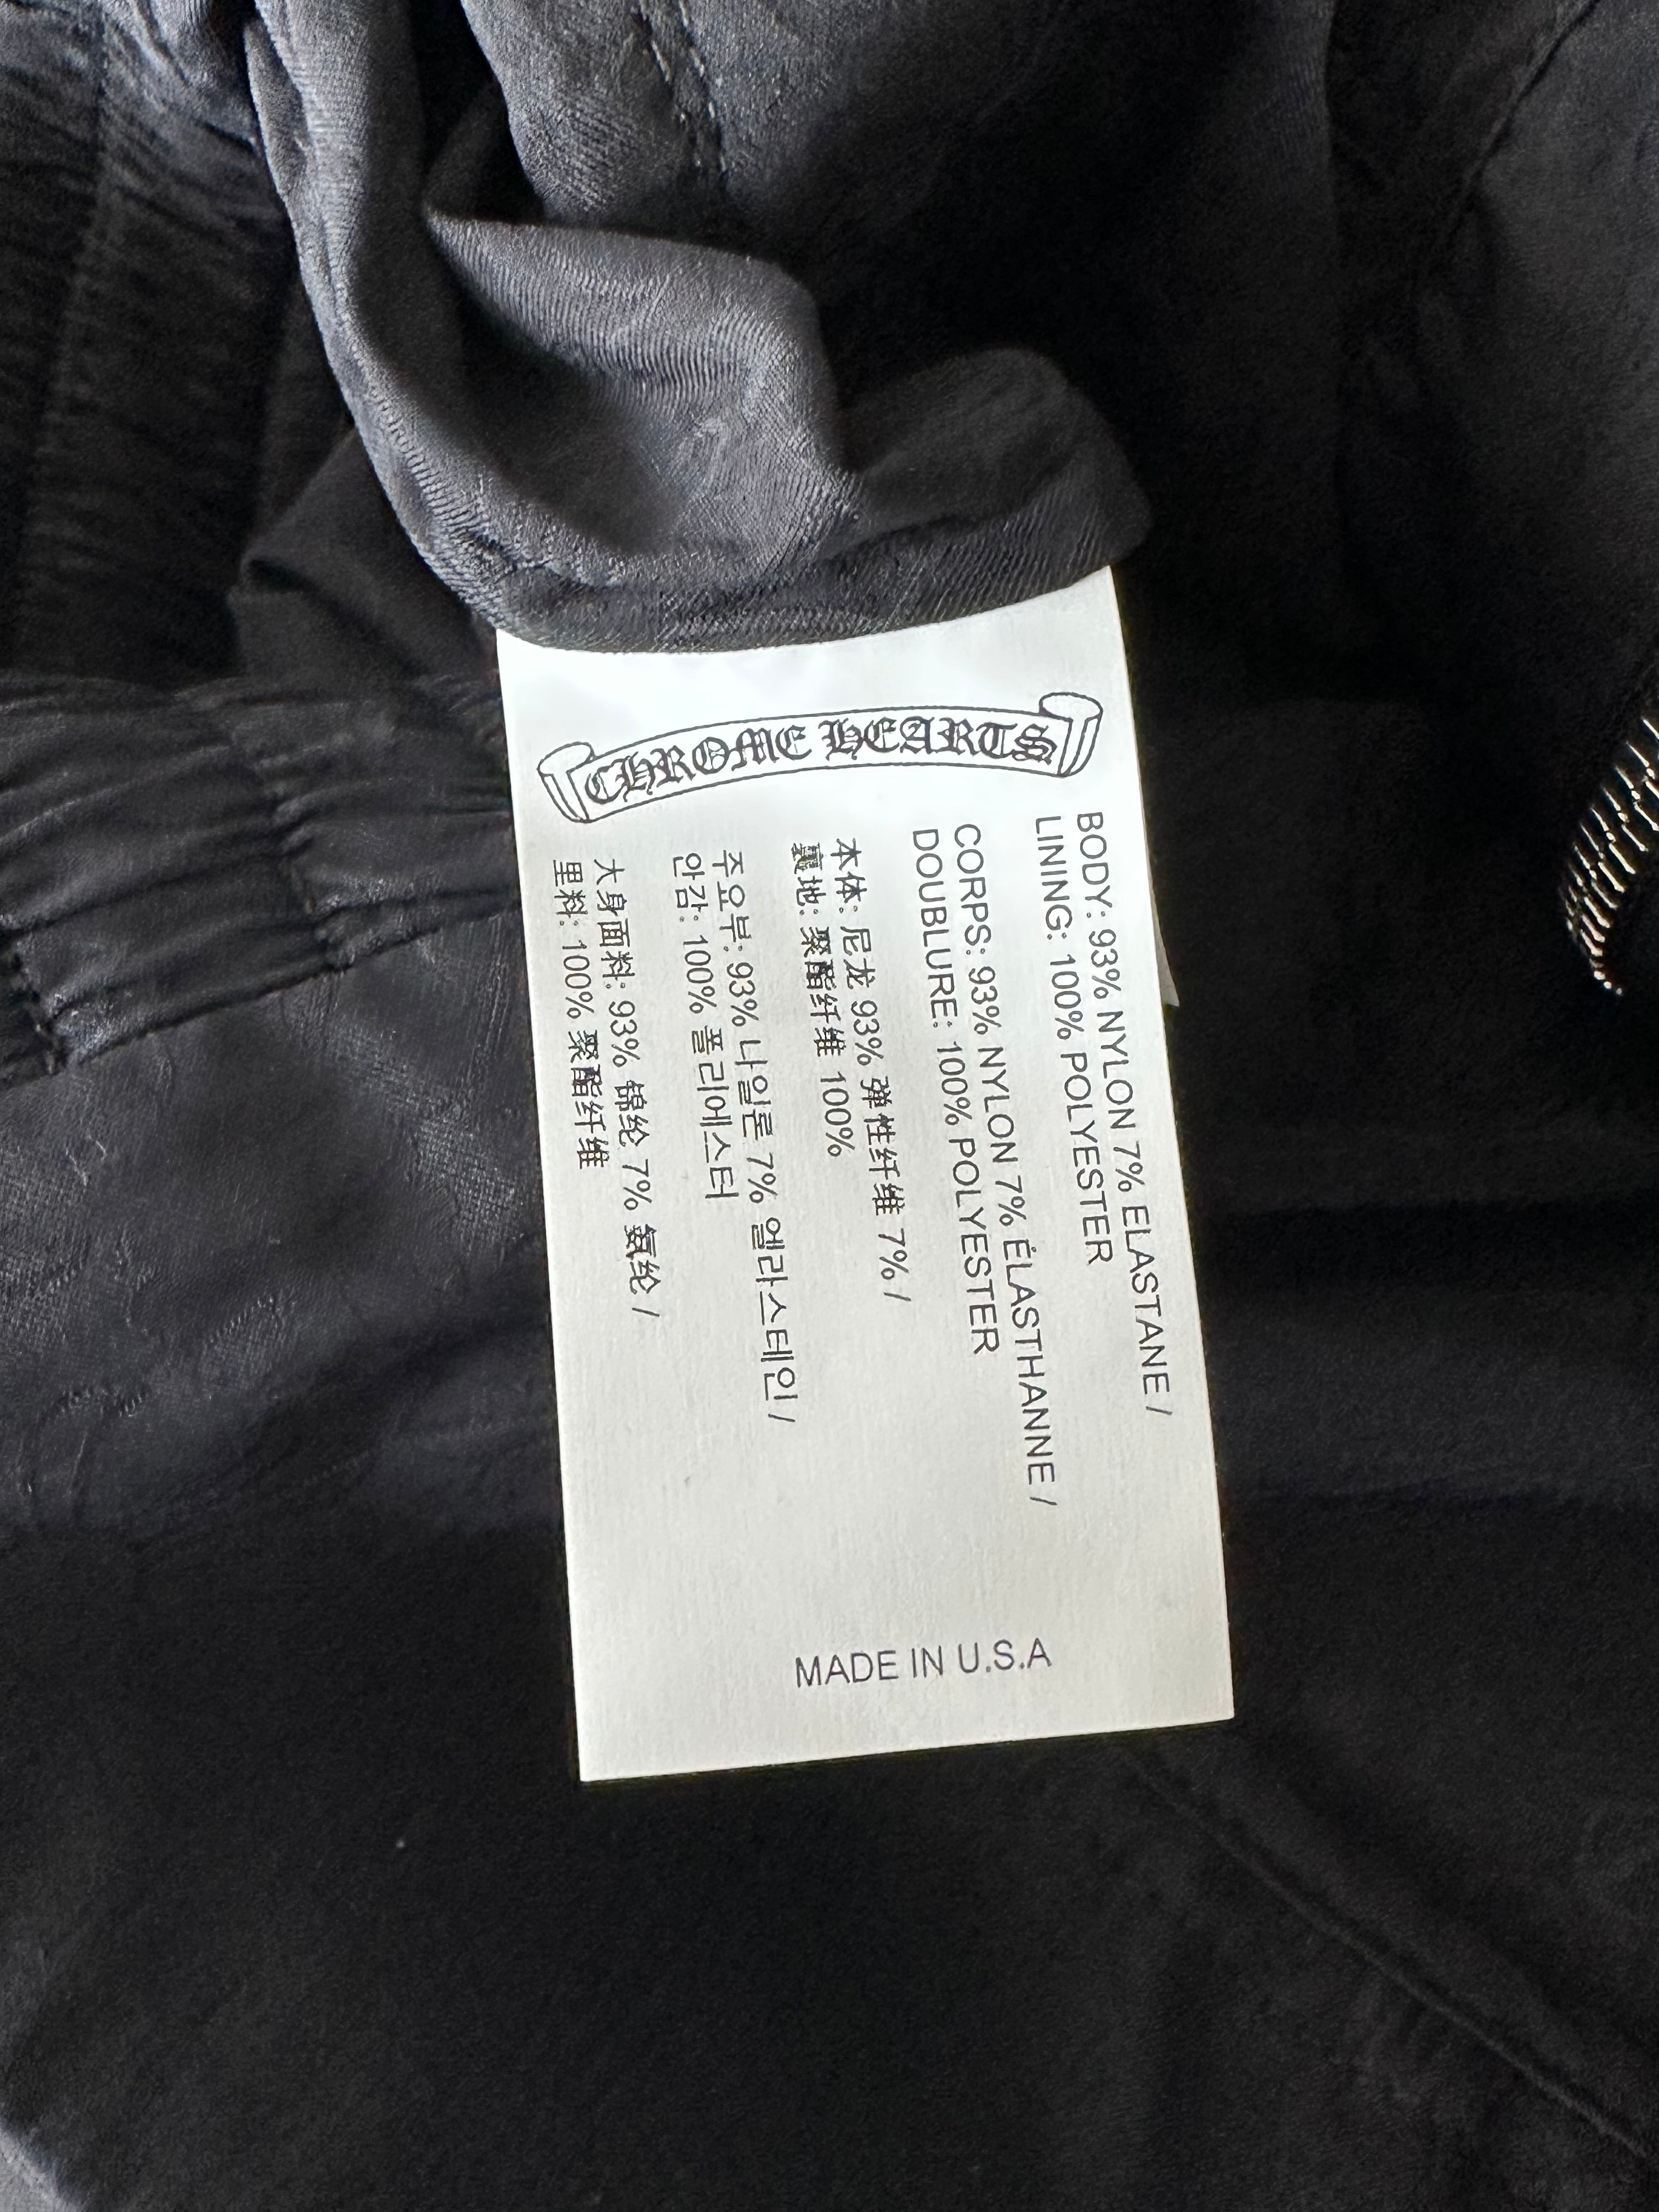 CHROME HEARTS
BODY: 93% NYLON 7% ELASTANE /
LINING: 100% POLYESTER
CORPS: 93% NYLON 7% ÉLASTHANNE /
DOUBLURE: 100% POLYESTER
本体: 尼龙 93% 弹性纤维 7% /
裏地: 聚酯纤维 100%
주요부: 93% 나일론 7% 엘라스테인 /
안감: 100% 폴리에스터
大身面料: 93% 锦纶 7% 氨纶 /
里料: 100% 聚酯纤维
MADE IN U.S.A